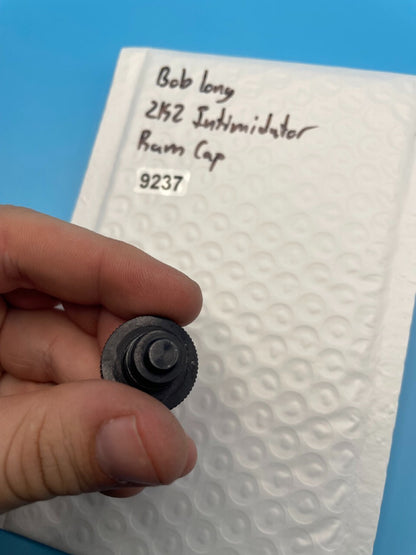 Bob long
2K2 Intimidator
Ram Cap
9237